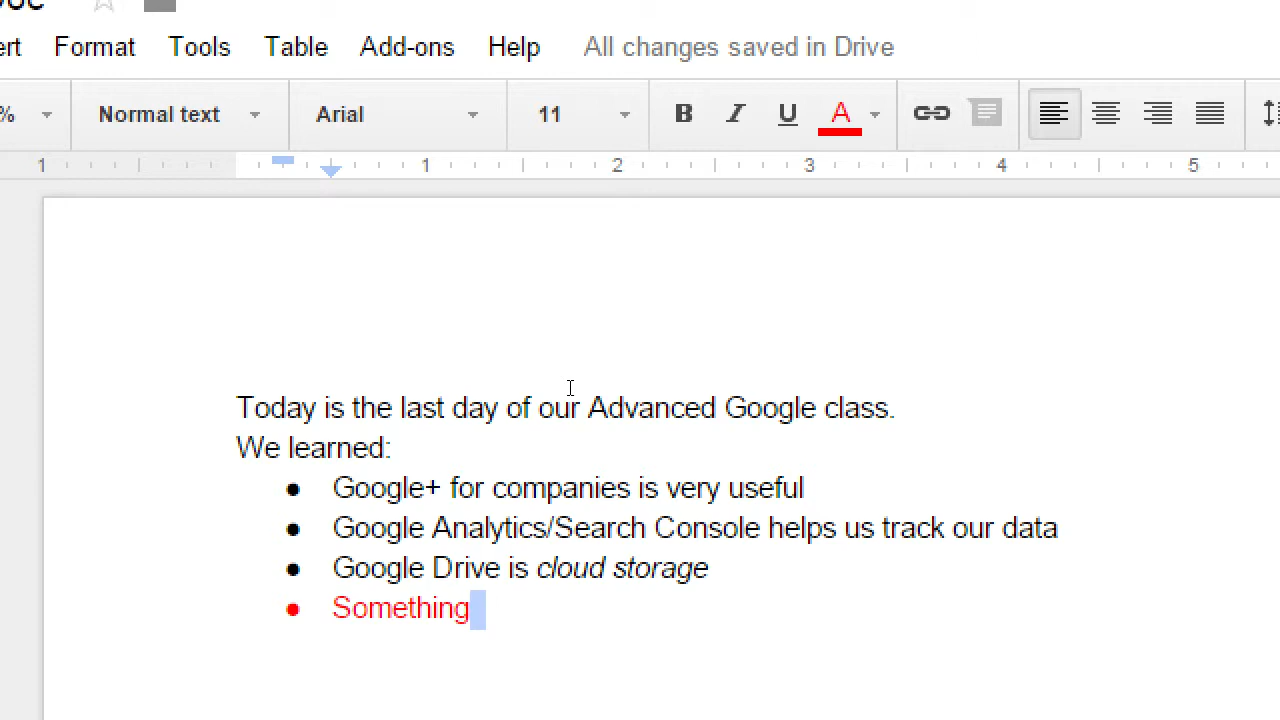 Format Tools Table Add-ons Help All changes saved in Drive
% Normal text Arial 11 B I U A
1 1 2 3 4 5
Today is the last day of our Advanced Google class.
We learned:
● Google+ for companies is very useful
● Google Analytics/Search Console helps us track our data
● Google Drive is cloud storage
● Something